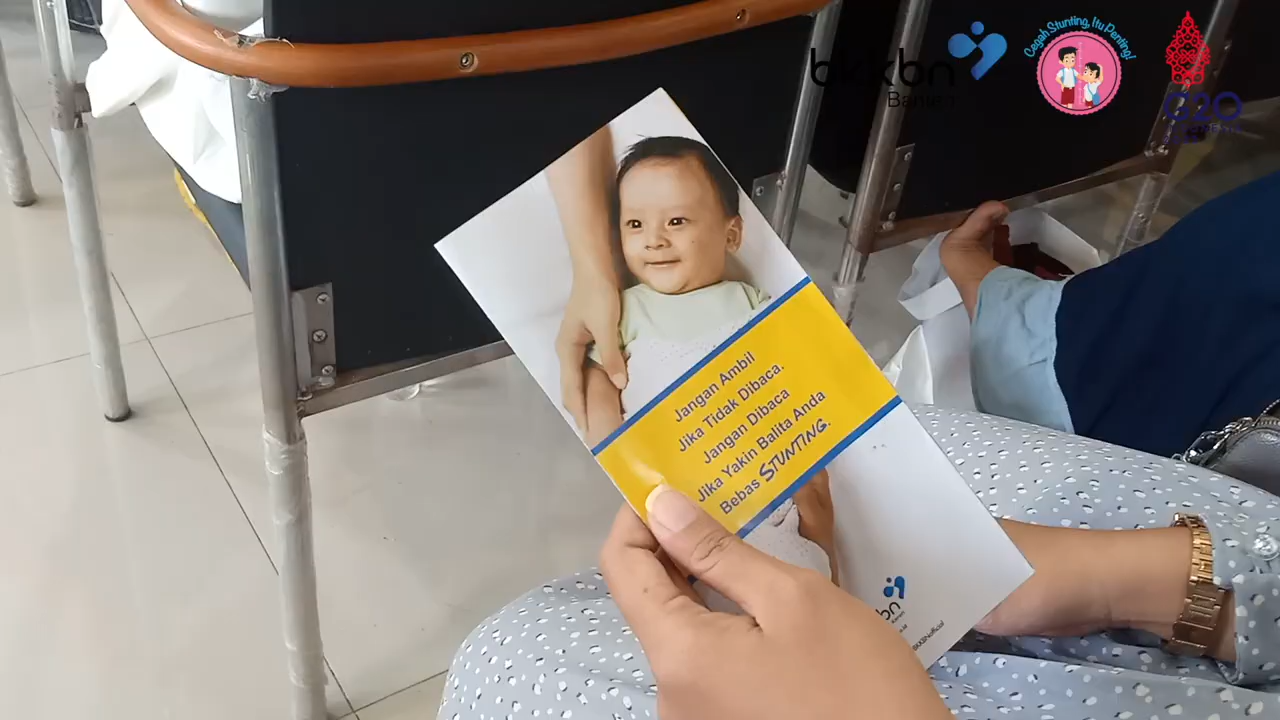 bkkbn
Banten
Cegah Stunting, Itu Penting!
G20
Jangan Ambil
Jika Tidak Dibaca.
Jangan Dibaca
Jika Yakin Balita Anda
Bebas STUNTING.